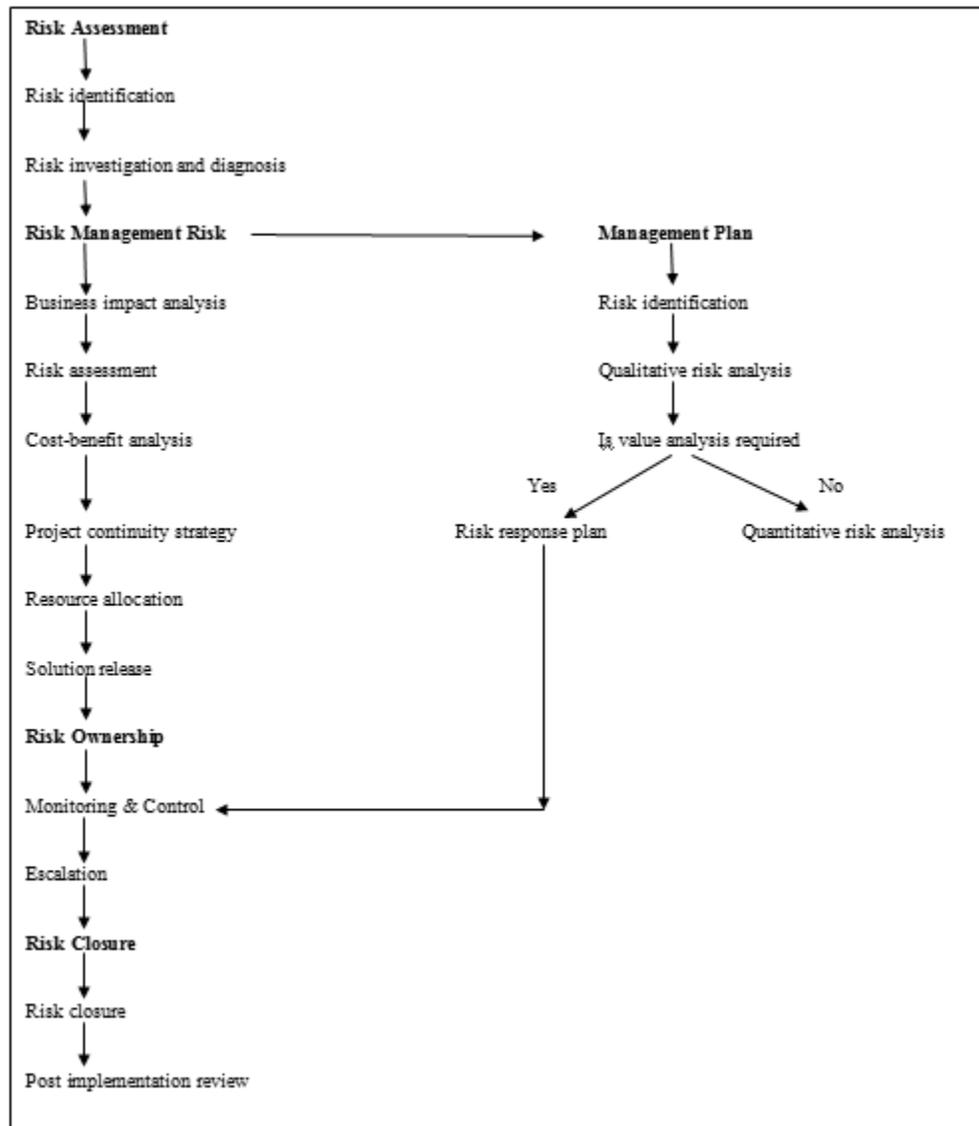 Risk Assessment
Risk identification
Risk investigation and diagnosis
Risk Management Risk
Management Plan
Business impact analysis
Risk identification
Risk assessment
Qualitative risk analysis
Cost-benefit analysis
Is value analysis required
Yes
No
Project continuity strategy
Risk response plan
Quantitative risk analysis
Resource allocation
Solution release
Risk Ownership
Monitoring & Control
Escalation
Risk Closure
Risk closure
Post implementation review